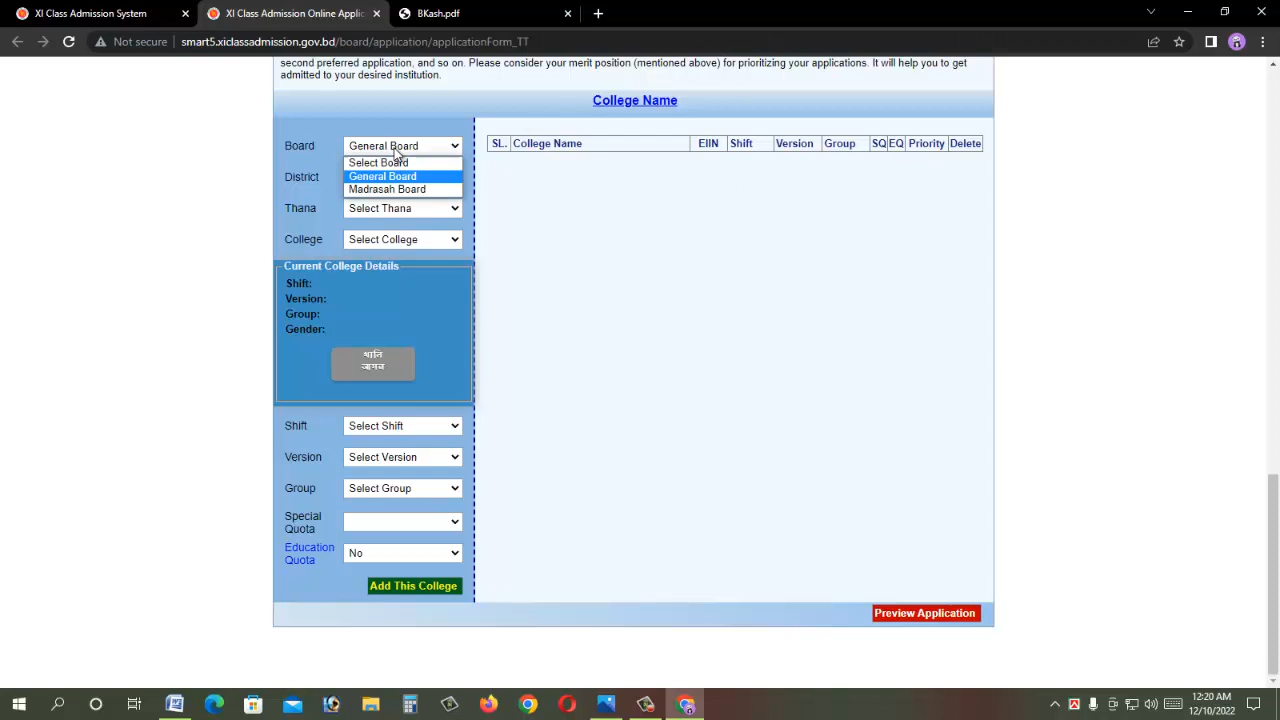 XI Class Admission System
XI Class Admission Online Applic
BKash.pdf
Not secure
smart5.xiclassadmission.gov.bd/board/application/applicationForm_TT
second preferred application, and so on. Please consider your merit position (mentioned above) for prioritizing your applications. It will help you to get
admitted to your desired institution.
College Name
Board
General Board
Select Board
General Board
Madrasah Board
District
Thana
Select Thana
College
Select College
SL.
College Name
EIIN
Shift
Version
Group
SQ
EQ
Priority
Delete
Current College Details
Shift:
Version:
Group:
Gender:
খালি
আসন
Shift
Select Shift
Version
Select Version
Group
Select Group
Special
Quota
Education
Quota
No
Add This College
Preview Application
12:20 AM
12/10/2022